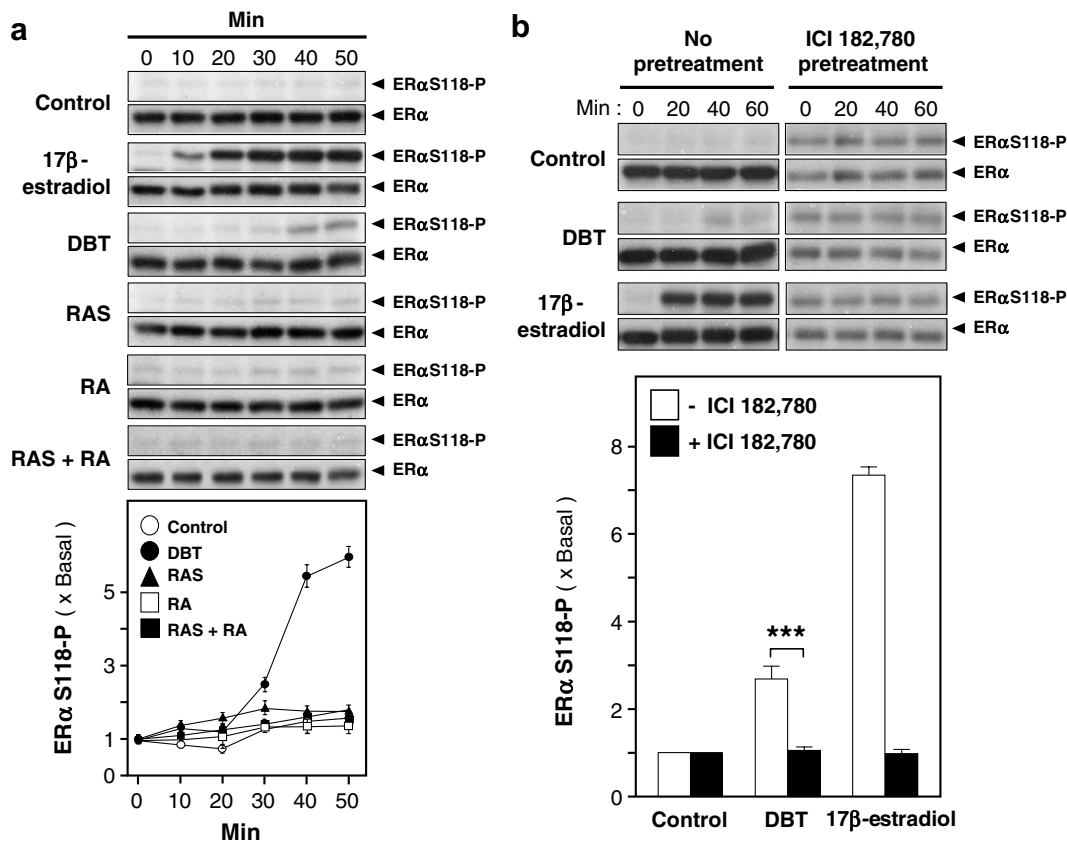 a
Min
0 10 20 30 40 50
Control
ERαS118-P
ERα
17β-
estradiol
ERαS118-P
ERα
DBT
ERαS118-P
ERα
RAS
ERαS118-P
ERα
RA
ERαS118-P
ERα
RAS + RA
ERαS118-P
ERα
ERα S118-P ( x Basal )
Control
DBT
RAS
RA
RAS + RA
5
3
1
0
0 10 20 30 40 50
Min
b
No
pretreatment
ICI 182,780
pretreatment
Min : 0 20 40 60 0 20 40 60
Control
ERαS118-P
ERα
DBT
ERαS118-P
ERα
17β-
estradiol
ERαS118-P
ERα
ERα S118-P ( x Basal )
- ICI 182,780
+ ICI 182,780
8
6
4
2
0
***
Control DBT 17β-estradiol